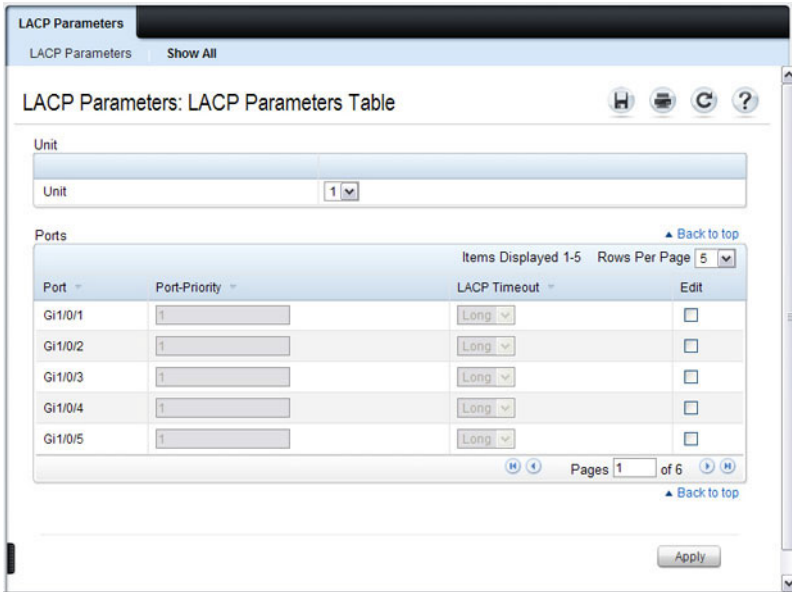 LACP Parameters
LACP Parameters Show All
LACP Parameters: LACP Parameters Table
Unit
Unit 1
Ports Back to top
Items Displayed 1-5 Rows Per Page 5
Port Port-Priority LACP Timeout Edit
Gi1/0/1 1 Long
Gi1/0/2 1 Long
Gi1/0/3 1 Long
Gi1/0/4 1 Long
Gi1/0/5 1 Long
Pages 1 of 6
Back to top
Apply